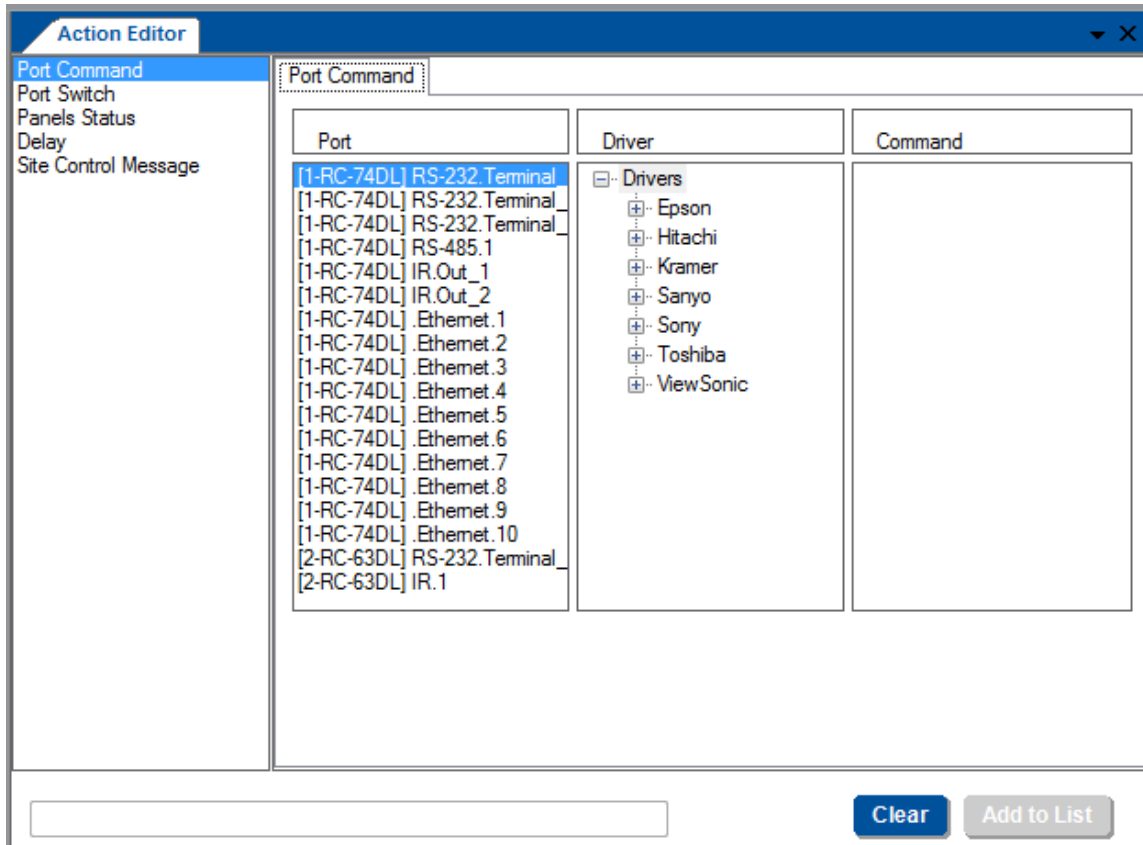 Action Editor
Port Command
Port Switch
Panels Status
Delay
Site Control Message
Port Command
Port
Driver
Command
[1-RC-74DL] RS-232.Terminal
[1-RC-74DL] RS-232.Terminal_
[1-RC-74DL] RS-232.Terminal_
[1-RC-74DL] RS-485.1
[1-RC-74DL] IR.Out_1
[1-RC-74DL] IR.Out_2
[1-RC-74DL] .Ethernet.1
[1-RC-74DL] .Ethernet.2
[1-RC-74DL] .Ethernet.3
[1-RC-74DL] .Ethernet.4
[1-RC-74DL] .Ethernet.5
[1-RC-74DL] .Ethernet.6
[1-RC-74DL] .Ethernet.7
[1-RC-74DL] .Ethernet.8
[1-RC-74DL] .Ethernet.9
[1-RC-74DL] .Ethernet.10
[2-RC-63DL] RS-232.Terminal_
[2-RC-63DL] IR.1
Drivers
Epson
Hitachi
Kramer
Sanyo
Sony
Toshiba
ViewSonic
Clear
Add to List